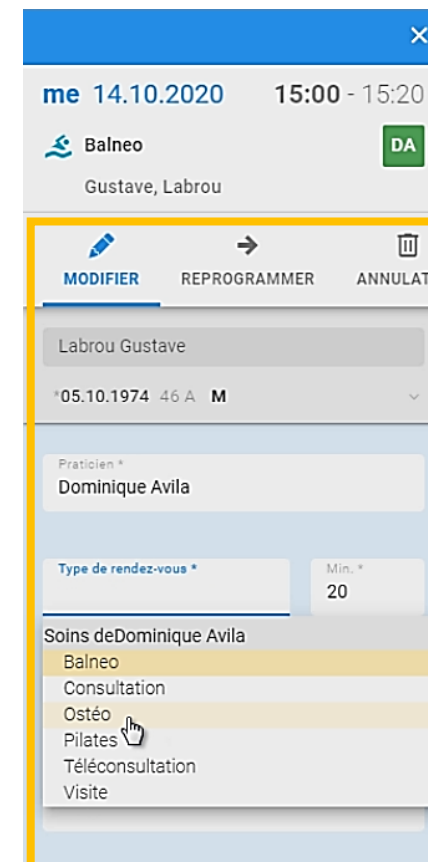 me 14.10.2020 15:00 - 15:20
Balneo DA
Gustave, Labrou
MODIFIER REPROGRAMMER ANNULAT
Labrou Gustave
*05.10.1974 46 A M
Praticien *
Dominique Avila
Type de rendez-vous * Min. *
20
Soins deDominique Avila
Balneo
Consultation
Ostéo
Pilates
Téléconsultation
Visite